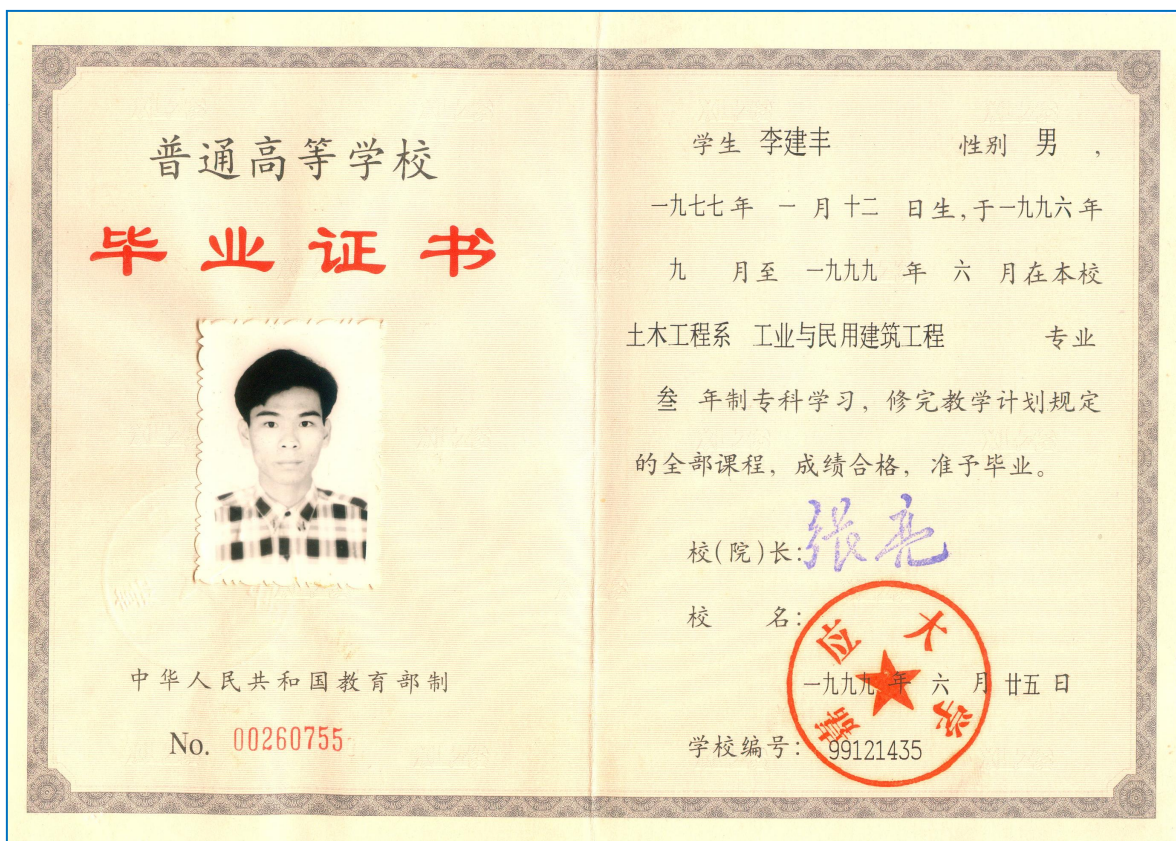 普通高等学校
毕业证书
中华人民共和国教育部制
No. 00260755
学生 李建丰 性别 男，
一九七七年 一 月 十二 日生，于一九九六年
九 月至 一九九九 年 六 月在本校
土木工程系 工业与民用建筑工程 专业
叁 年制专科学习，修完教学计划规定
的全部课程，成绩合格，准予毕业。
校(院)长：张亮
校 名：
嘉应大学
一九九九 年 六 月 廿五 日
学校编号：99121435